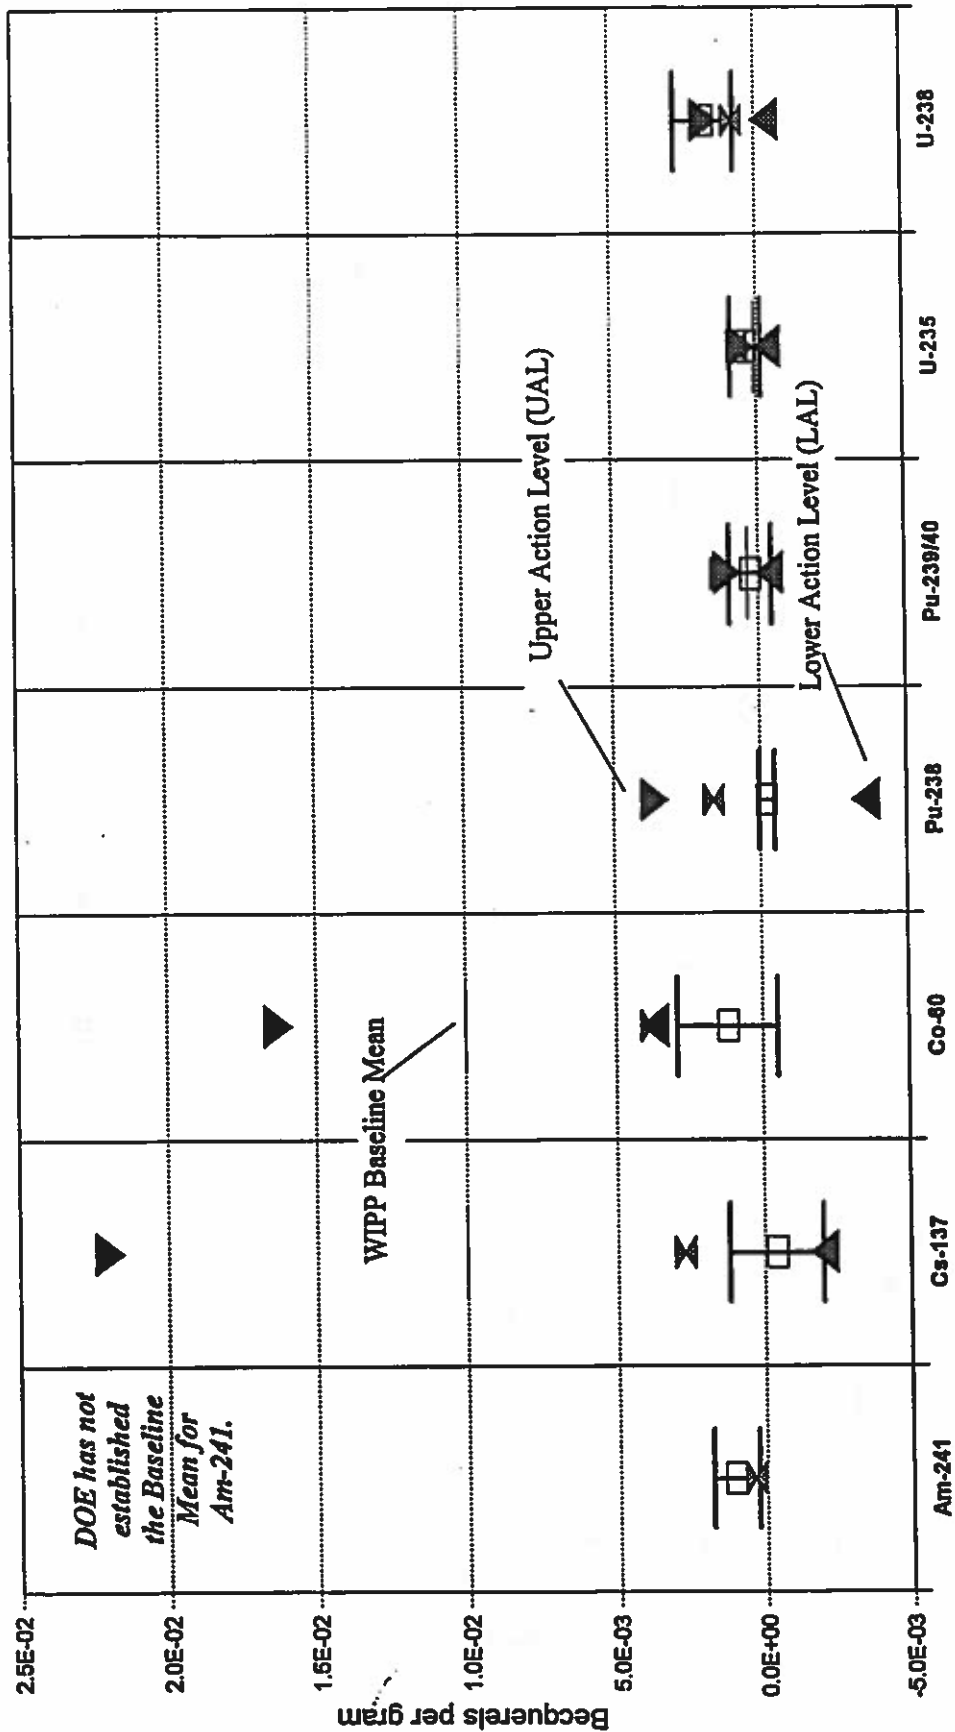 Becquerels per gram
2.5E-02
2.0E-02
1.5E-02
1.0E-02
5.0E-03
0.0E+00
-5.0E-03
DOE has not
established
the Baseline
Mean for
Am-241.
WIPP Baseline Mean
Upper Action Level (UAL)
Lower Action Level (LAL)
Am-241
Cs-137
Co-60
Pu-238
Pu-239/40
U-235
U-238